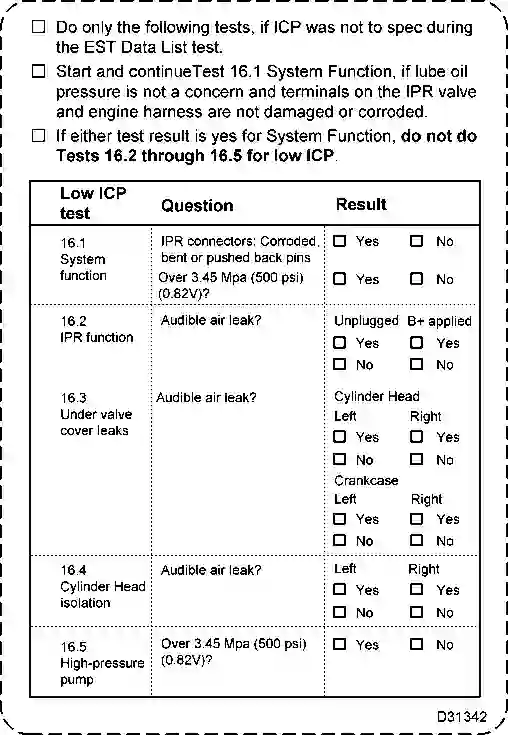 Do only the following tests, if ICP was not to spec during
the EST Data List test.
Start and continueTest 16.1 System Function, if lube oil
pressure is not a concern and terminals on the IPR valve
and engine harness are not damaged or corroded.
If either test result is yes for System Function, do not do
Tests 16.2 through 16.5 for low ICP.
Low ICP
test
Question
Result
16.1
System
function
IPR connectors: Corroded,
bent or pushed back pins
Yes No
Over 3.45 Mpa (500 psi)
(0.82V)?
Yes No
16.2
IPR function
Audible air leak?
Unplugged B+ applied
Yes Yes
No No
16.3
Under valve
cover leaks
Audible air leak?
Cylinder Head
Left Right
Yes Yes
No No
Crankcase
Left Right
Yes Yes
No No
16.4
Cylinder Head
isolation
Audible air leak?
Left Right
Yes Yes
No No
16.5
High-pressure
pump
Over 3.45 Mpa (500 psi)
(0.82V)?
Yes No
D31342